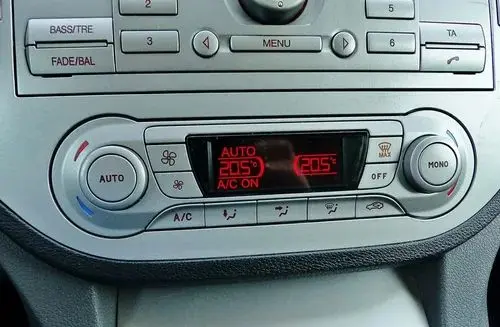 BASS/TRE
FADE/BAL
2
3
MENU
5
6
TA
AUTO
AUTO
20.5°C
20.5°C
A/C ON
MAX
OFF
MONO
A/C